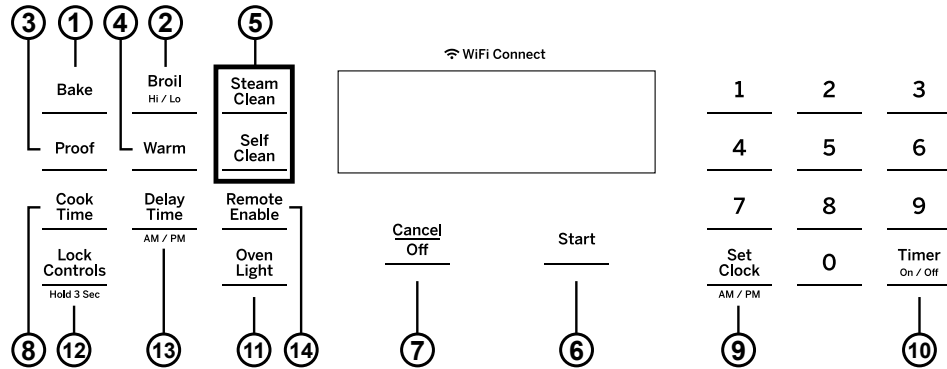 3 1 4 2 5
WiFi Connect
Bake
Broil
Hi / Lo
Steam
Clean
1 2 3
Proof
Warm
Self
Clean
4 5 6
Cook
Time
Delay
Time
AM / PM
Remote
Enable
Cancel
Off
Start
7 8 9
Lock
Controls
Hold 3 Sec
Oven
Light
Set
Clock
AM / PM
0
Timer
On / Off
8 12 13 11 14 7 6 9 10